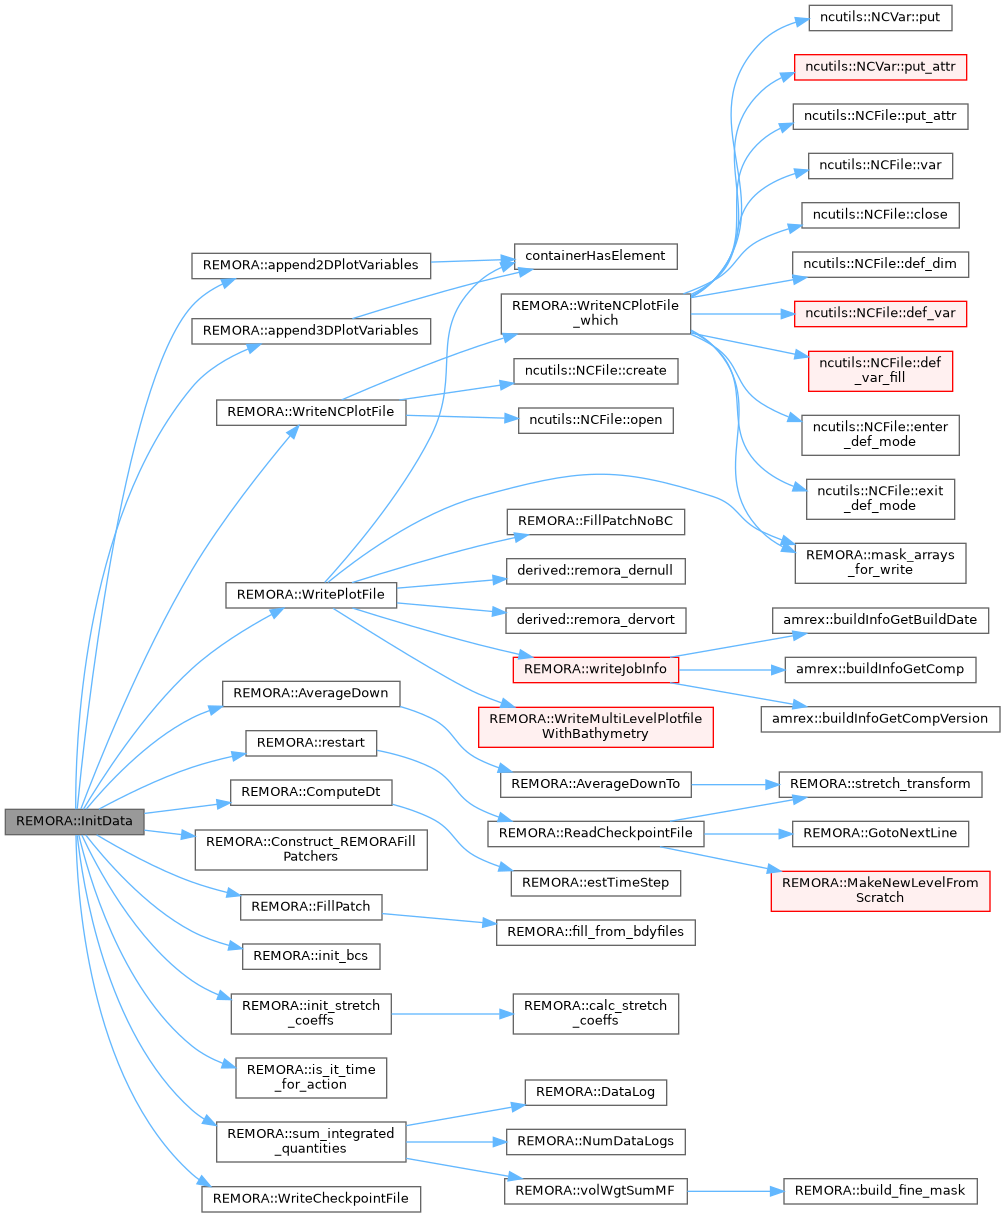 ncutils::NCVar::put
ncutils::NCVar::put_attr
ncutils::NCFile::put_attr
ncutils::NCFile::var
ncutils::NCFile::close
REMORA::append2DPlotVariables
containerHasElement
ncutils::NCFile::def_dim
REMORA::WriteNCPlotFile
_which
ncutils::NCFile::def_var
REMORA::append3DPlotVariables
ncutils::NCFile::def
_var_fill
ncutils::NCFile::create
REMORA::WriteNCPlotFile
ncutils::NCFile::open
ncutils::NCFile::enter
_def_mode
ncutils::NCFile::exit
_def_mode
REMORA::FillPatchNoBC
REMORA::mask_arrays
_for_write
derived::remora_dernull
REMORA::WritePlotFile
derived::remora_dervort
amrex::buildInfoGetBuildDate
REMORA::writeJobInfo
amrex::buildInfoGetComp
REMORA::AverageDown
REMORA::WriteMultiLevelPlotfile
WithBathymetry
amrex::buildInfoGetCompVersion
REMORA::restart
REMORA::ComputeDt
REMORA::AverageDownTo
REMORA::stretch_transform
REMORA::InitData
REMORA::ReadCheckpointFile
REMORA::GotoNextLine
REMORA::Construct_REMORAFill
Patchers
REMORA::estTimeStep
REMORA::MakeNewLevelFrom
Scratch
REMORA::FillPatch
REMORA::fill_from_bdyfiles
REMORA::init_bcs
REMORA::init_stretch
_coeffs
REMORA::calc_stretch
_coeffs
REMORA::is_it_time
_for_action
REMORA::DataLog
REMORA::sum_integrated
_quantities
REMORA::NumDataLogs
REMORA::WriteCheckpointFile
REMORA::volWgtSumMF
REMORA::build_fine_mask